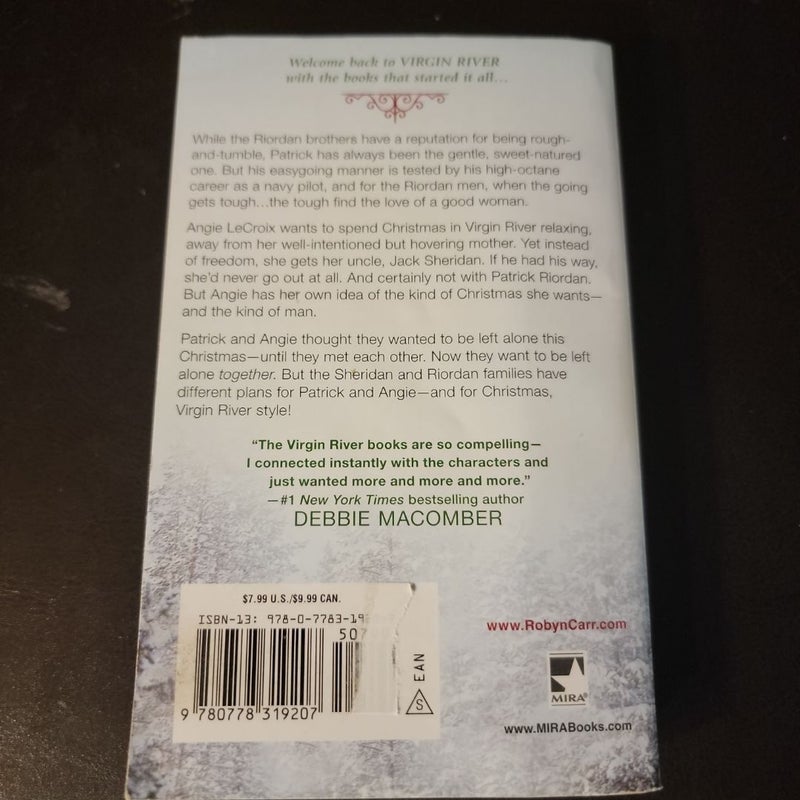 Welcome back to VIRGIN RIVER
with the books that started it all...
While the Riordan brothers have a reputation for being rough-
and-tumble, Patrick has always been the gentle, sweet-natured
one. But his easygoing manner is tested by his high-octane
career as a navy pilot, and for the Riordan men, when the going
gets tough...the tough find the love of a good woman.
Angie LeCroix wants to spend Christmas in Virgin River relaxing,
away from her well-intentioned but hovering mother. Yet instead
of freedom, she gets her uncle, Jack Sheridan. If he had his way,
she'd never go out at all. And certainly not with Patrick Riordan.
But Angie has her own idea of the kind of Christmas she wants—
and the kind of man.
Patrick and Angie thought they wanted to be left alone this
Christmas—until they met each other. Now they want to be left
alone together. But the Sheridan and Riordan families have
different plans for Patrick and Angie—and for Christmas,
Virgin River style!
"The Virgin River books are so compelling—
I connected instantly with the characters and
just wanted more and more and more."
—#1 New York Times bestselling author
DEBBIE MACOMBER
$7.99 U.S./$9.99 CAN.
ISBN-13: 978-0-7783-19
507
9 780778 319207
EAN
S
www.RobynCarr.com
MIRA®
www.MIRABooks.com